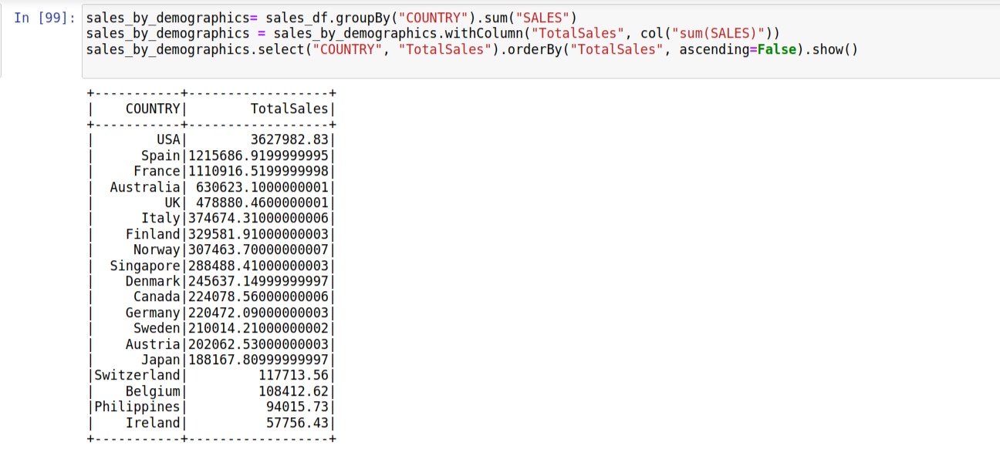 In [99]: sales_by_demographics= sales_df.groupBy("COUNTRY").sum("SALES")
sales_by_demographics = sales_by_demographics.withColumn("TotalSales", col("sum(SALES)"))
sales_by_demographics.select("COUNTRY", "TotalSales").orderBy("TotalSales", ascending=False).show()
+-----------+------------------+
|    COUNTRY|        TotalSales|
+-----------+------------------+
|        USA|        3627982.83|
|      Spain|1215686.9199999995|
|     France|1110916.5199999998|
|  Australia| 630623.1000000001|
|         UK| 478880.4600000001|
|      Italy|374674.31000000006|
|    Finland|329581.91000000003|
|     Norway|307463.70000000007|
|  Singapore|288488.41000000003|
|    Denmark|245637.14999999997|
|     Canada|224078.56000000006|
|    Germany|220472.09000000003|
|     Sweden|210014.21000000002|
|    Austria|202062.53000000003|
|      Japan|188167.80999999997|
|Switzerland|         117713.56|
|    Belgium|         108412.62|
|Philippines|          94015.73|
|    Ireland|          57756.43|
+-----------+------------------+